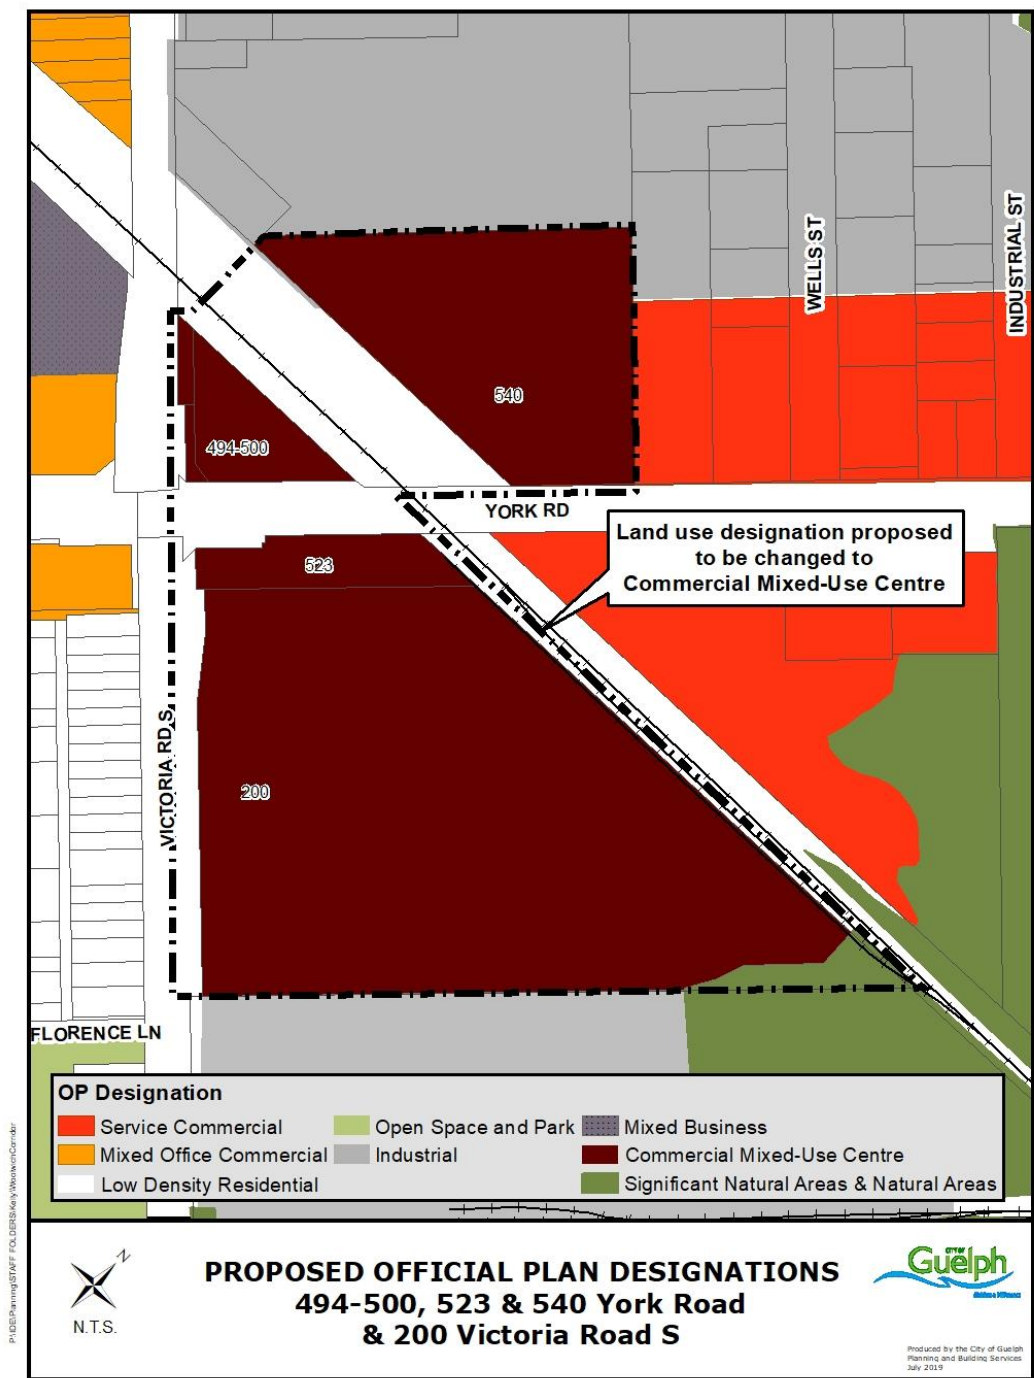 WELLS ST
INDUSTRIAL ST
540
494-500
YORK RD
Land use designation proposed
to be changed to
Commercial Mixed-Use Centre
523
VICTORIA RD S
200
FLORENCE LN
OP Designation
Service Commercial
Open Space and Park
Mixed Business
Mixed Office Commercial
Industrial
Commercial Mixed-Use Centre
Low Density Residential
Significant Natural Areas & Natural Areas
N
N.T.S.
PROPOSED OFFICIAL PLAN DESIGNATIONS
494-500, 523 & 540 York Road
& 200 Victoria Road S
CITY OF
Guelph
Produced by the City of Guelph
Planning and Building Services
July 2019